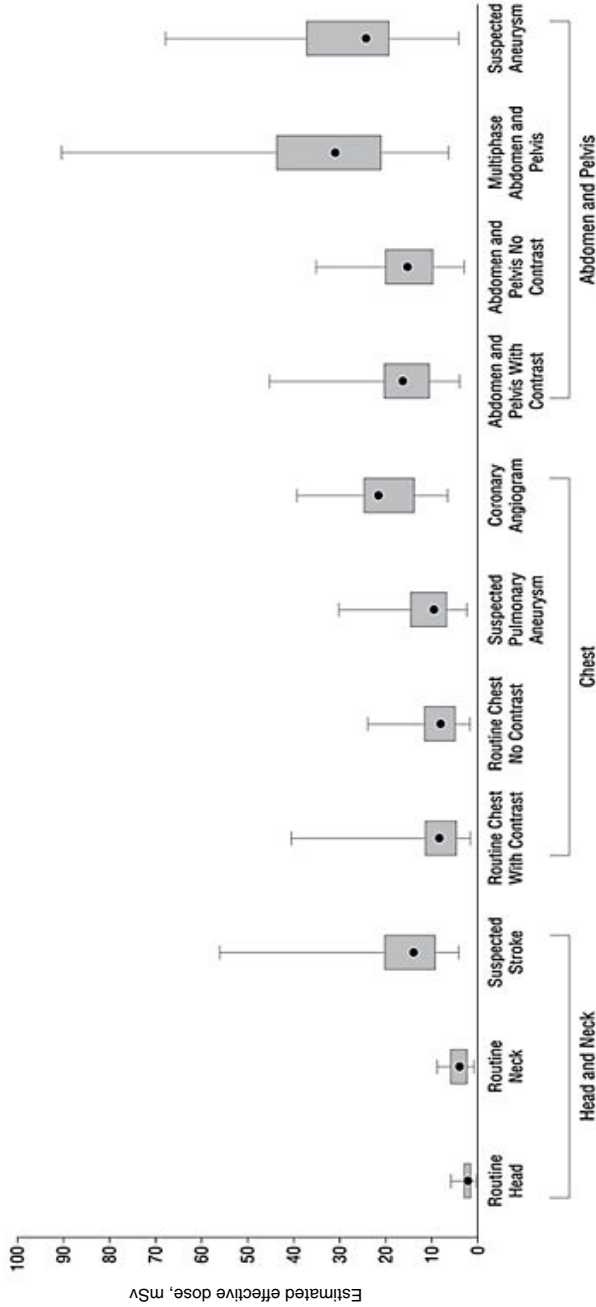 Estimated effective dose, mSv
100
90
80
70
60
50
40
30
20
10
0
Routine
Head
Routine
Neck
Suspected
Stroke
Routine Chest
With Contrast
Routine Chest
No Contrast
Suspected
Pulmonary
Aneurysm
Coronary
Angiogram
Abdomen and
Pelvis With
Contrast
Abdomen and
Pelvis No
Contrast
Multiphase
Abdomen and
Pelvis
Suspected
Aneurysm
Head and Neck
Chest
Abdomen and Pelvis